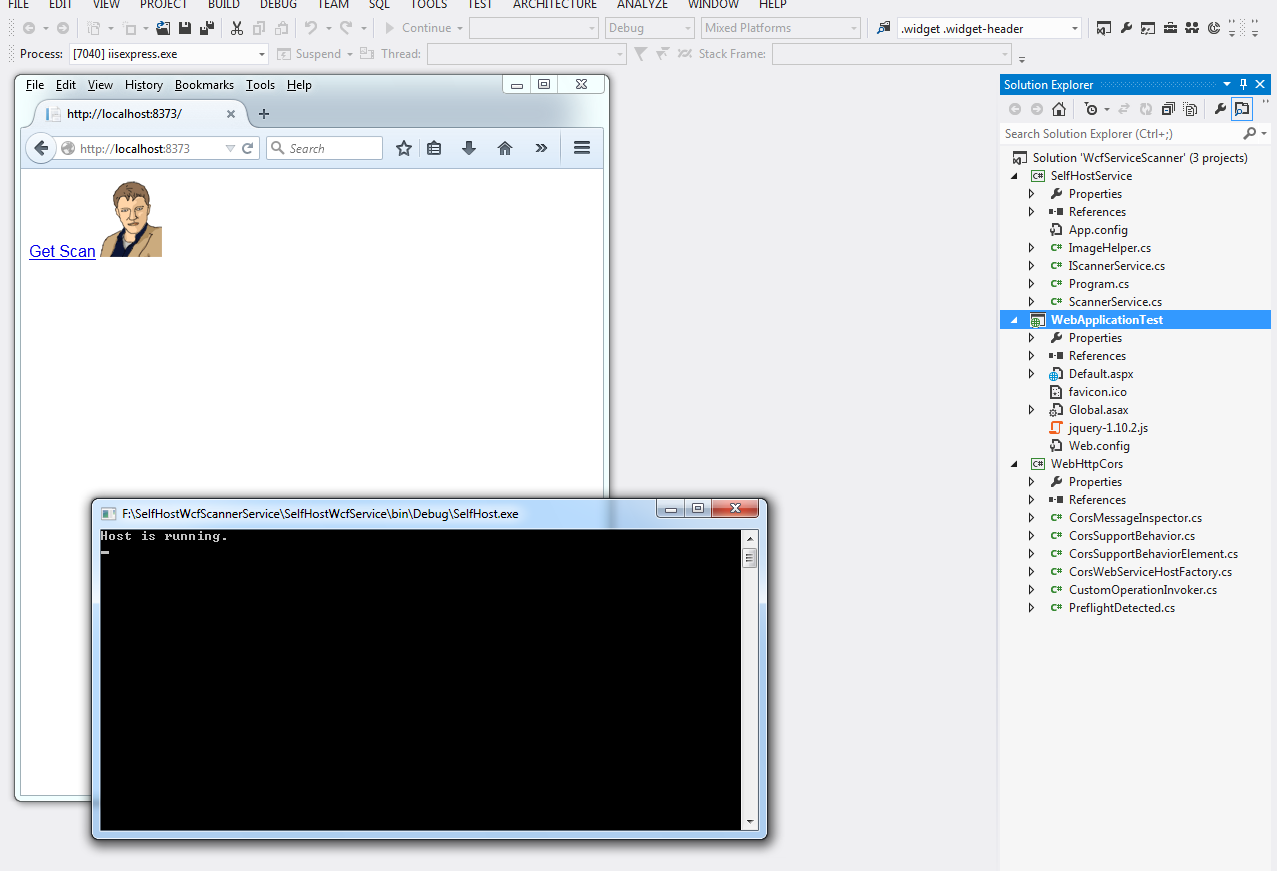 FILE EDIT VIEW PROJECT BUILD DEBUG TEAM SQL TOOLS TEST ARCHITECTURE ANALYZE WINDOW HELP
Continue Debug Mixed Platforms .widget .widget-header
Process: [7040] iisexpress.exe Suspend Thread: Stack Frame:
File Edit View History Bookmarks Tools Help
http://localhost:8373/
http://localhost:8373 Search
Get Scan
F:\SelfHostWcfScannerService\SelfHostWcfService\bin\Debug\SelfHost.exe
Host is running.
Solution Explorer
Search Solution Explorer (Ctrl+;)
Solution 'WcfServiceScanner' (3 projects)
C# SelfHostService
Properties
References
App.config
C# ImageHelper.cs
C# IScannerService.cs
C# Program.cs
C# ScannerService.cs
WebApplicationTest
Properties
References
Default.aspx
favicon.ico
Global.asax
jquery-1.10.2.js
Web.config
C# WebHttpCors
Properties
References
C# CorsMessageInspector.cs
C# CorsSupportBehavior.cs
C# CorsSupportBehaviorElement.cs
C# CorsWebServiceHostFactory.cs
C# CustomOperationInvoker.cs
C# PreflightDetected.cs